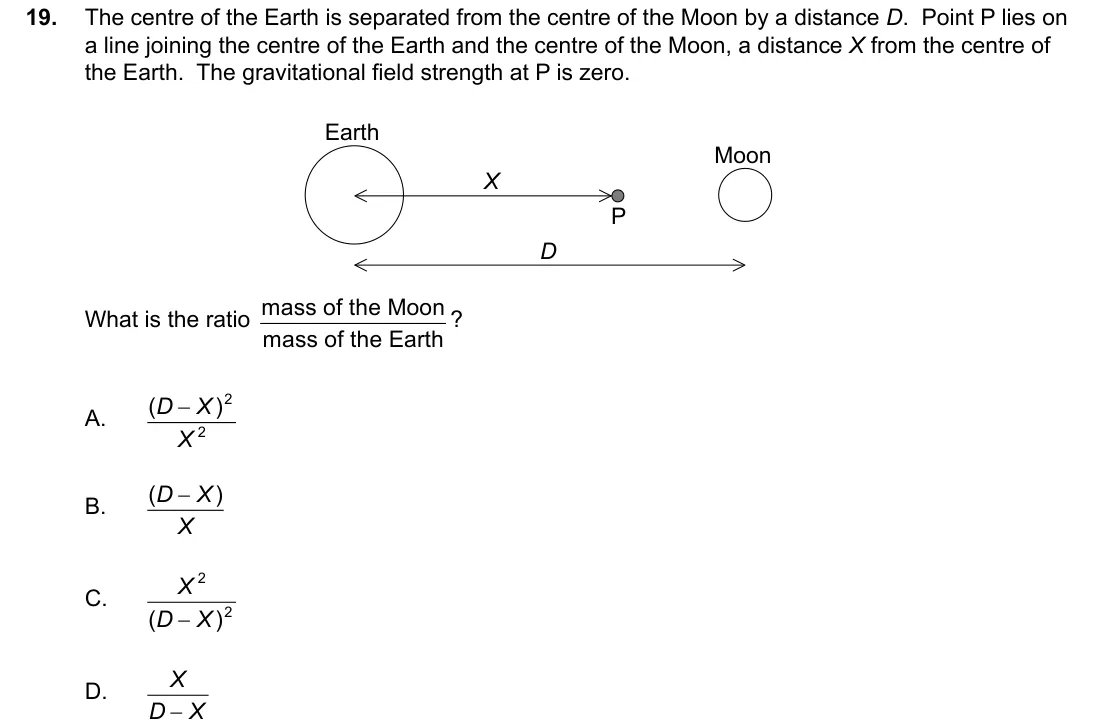 19. The centre of the Earth is separated from the centre of the Moon by a distance D. Point P lies on
a line joining the centre of the Earth and the centre of the Moon, a distance X from the centre of
the Earth. The gravitational field strength at P is zero.
Earth
Moon
X
P
D
What is the ratio mass of the Moon / mass of the Earth ?
A. (D – X)² / X²
B. (D – X) / X
C. X² / (D – X)²
D. X / D – X